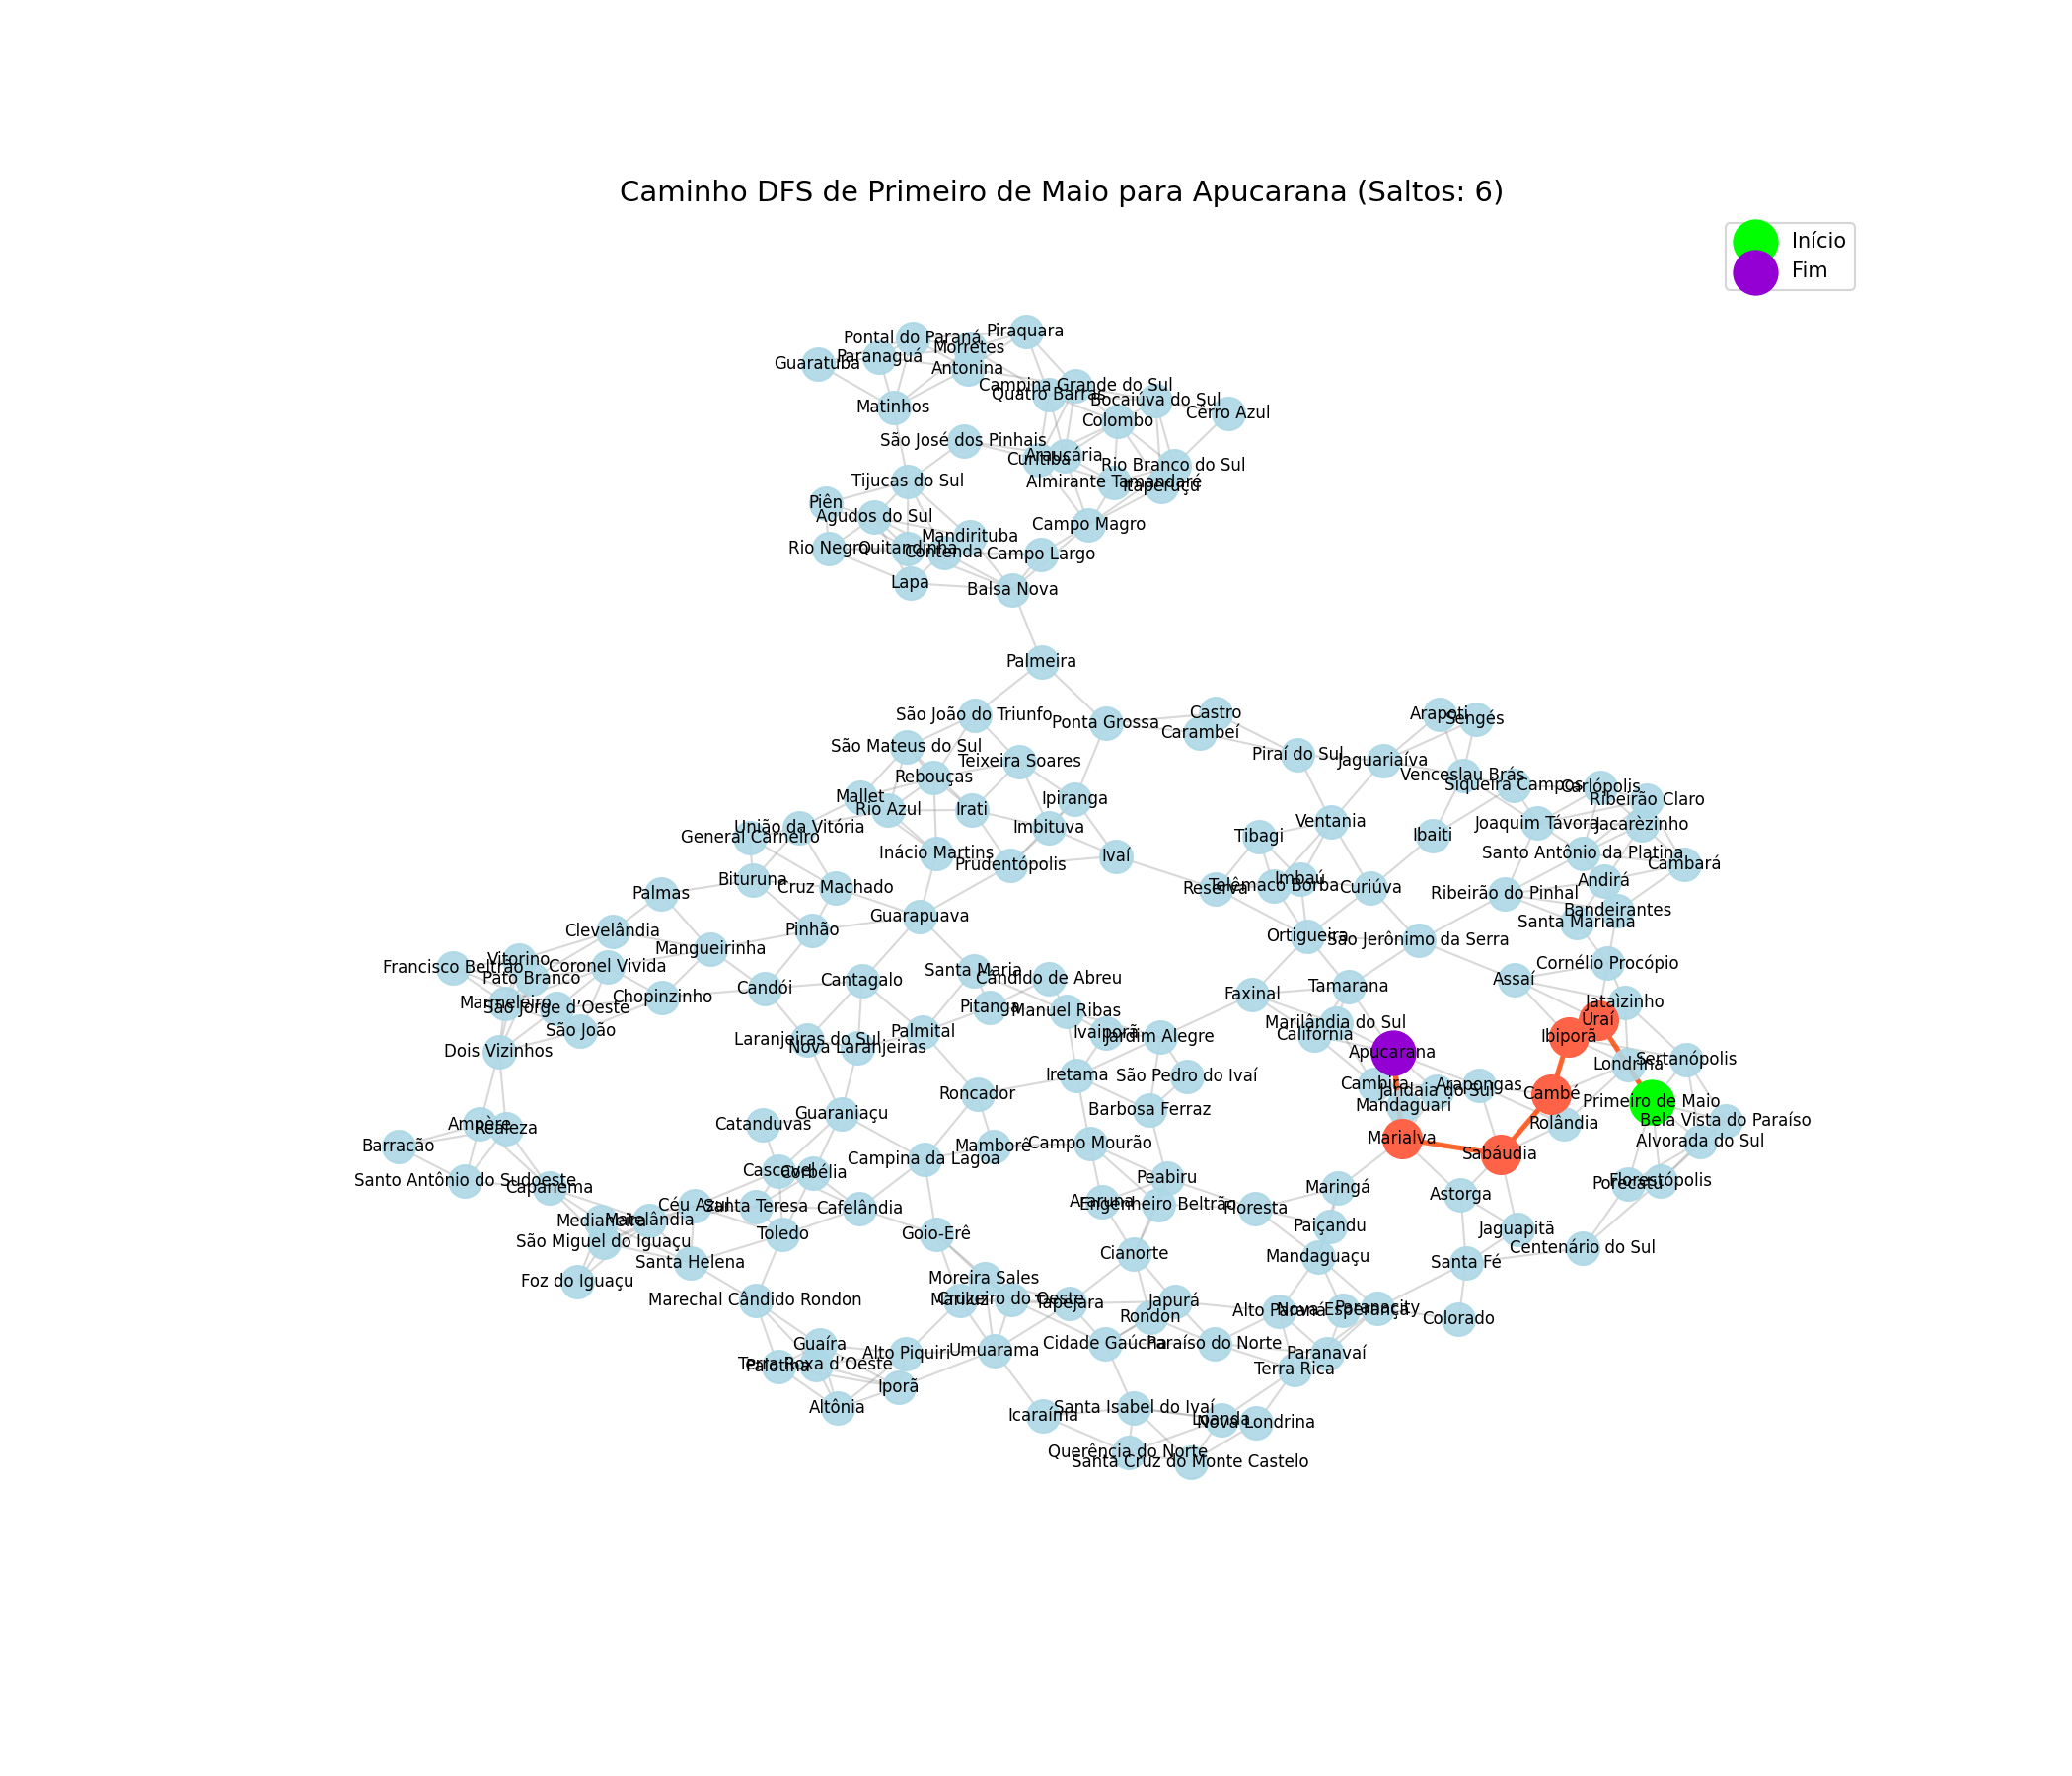 Caminho DFS de Primeiro de Maio para Apucarana (Saltos: 6)
Início
Fim
Piraquara
Pontal do Paraná
Morretes
Paranaguá
Guaratuba
Antonina
Campina Grande do Sul
Quatro Barras
Bocaiúva do Sul
Matinhos
Cerro Azul
Colombo
São José dos Pinhais
Araucária
Curitiba
Rio Branco do Sul
Tijucas do Sul
Almirante Tamandaré
Itaperuçu
Piên
Agudos do Sul
Campo Magro
Mandirituba
Rio Negro
Quitandinha
Contenda
Campo Largo
Lapa
Balsa Nova
Palmeira
São João do Triunfo
Ponta Grossa
Castro
Arapoti
Sengés
Carambeí
São Mateus do Sul
Teixeira Soares
Piraí do Sul
Jaguariaíva
Rebouças
Venceslau Brás
Siqueira Campos
Carlópolis
Mallet
Ipiranga
Ribeirão Claro
Rio Azul
Irati
União da Vitória
Imbituva
Ventania
Joaquim Távora
Jacarèzinho
General Carneiro
Tibagi
Ibaiti
Inácio Martins
Prudentópolis
Ivaí
Santo Antônio da Platina
Cambará
Bituruna
Cruz Machado
Imbaú
Telêmaco Borba
Reserva
Curiúva
Andirá
Palmas
Ribeirão do Pinhal
Guarapuava
Bandeirantes
Santa Mariana
Clevelândia
Pinhão
Ortigueira
São Jerônimo da Serra
Mangueirinha
Vitorino
Cornélio Procópio
Francisco Beltrão
Coronel Vivida
Pato Branco
Santa Maria
Cândido de Abreu
Cantagalo
Candói
Assaí
Tamarana
Faxinal
Chopinzinho
Marmeleiro
São Jorge d’Oeste
Jataìzinho
Pitanga
Manuel Ribas
Uraí
Marilândia do Sul
São João
Palmital
Ivaiporã
Jardim Alegre
Califórnia
Ibiporã
Laranjeiras do Sul
Nova Laranjeiras
Dois Vizinhos
Apucarana
Sertanópolis
Londrina
Iretama
São Pedro do Ivaí
Cambira
Arapongas
Jandaia do Sul
Roncador
Cambé
Primeiro de Maio
Mandaguari
Barbosa Ferraz
Guaraniaçu
Bela Vista do Paraíso
Rolândia
Ampère
Catanduvas
Realeza
Marialva
Alvorada do Sul
Barracão
Mamborê
Campo Mourão
Sabáudia
Campina da Lagoa
Cascavel
Corbélia
Santo Antônio do Sudoeste
Peabiru
Florestópolis
Porecatu
Capanema
Maringá
Astorga
Araruna
Engenheiro Beltrão
Céu Azul
Santa Teresa
Cafelândia
Floresta
Medianeira
Matelândia
Paiçandu
Jaguapitã
Toledo
Goio-Erê
São Miguel do Iguaçu
Centenário do Sul
Cianorte
Mandaguaçu
Santa Helena
Santa Fé
Foz do Iguaçu
Moreira Sales
Marechal Cândido Rondon
Mariluz
Cruzeiro do Oeste
Tapejara
Japurá
Alto Paraná
Nova Esperança
Paranacity
Rondon
Colorado
Guaíra
Cidade Gaúcha
Paraíso do Norte
Umuarama
Alto Piquiri
Paranavaí
Terra Roxa d’Oeste
Palotina
Terra Rica
Iporã
Altônia
Santa Isabel do Ivaí
Icaraíma
Loanda
Nova Londrina
Querência do Norte
Santa Cruz do Monte Castelo